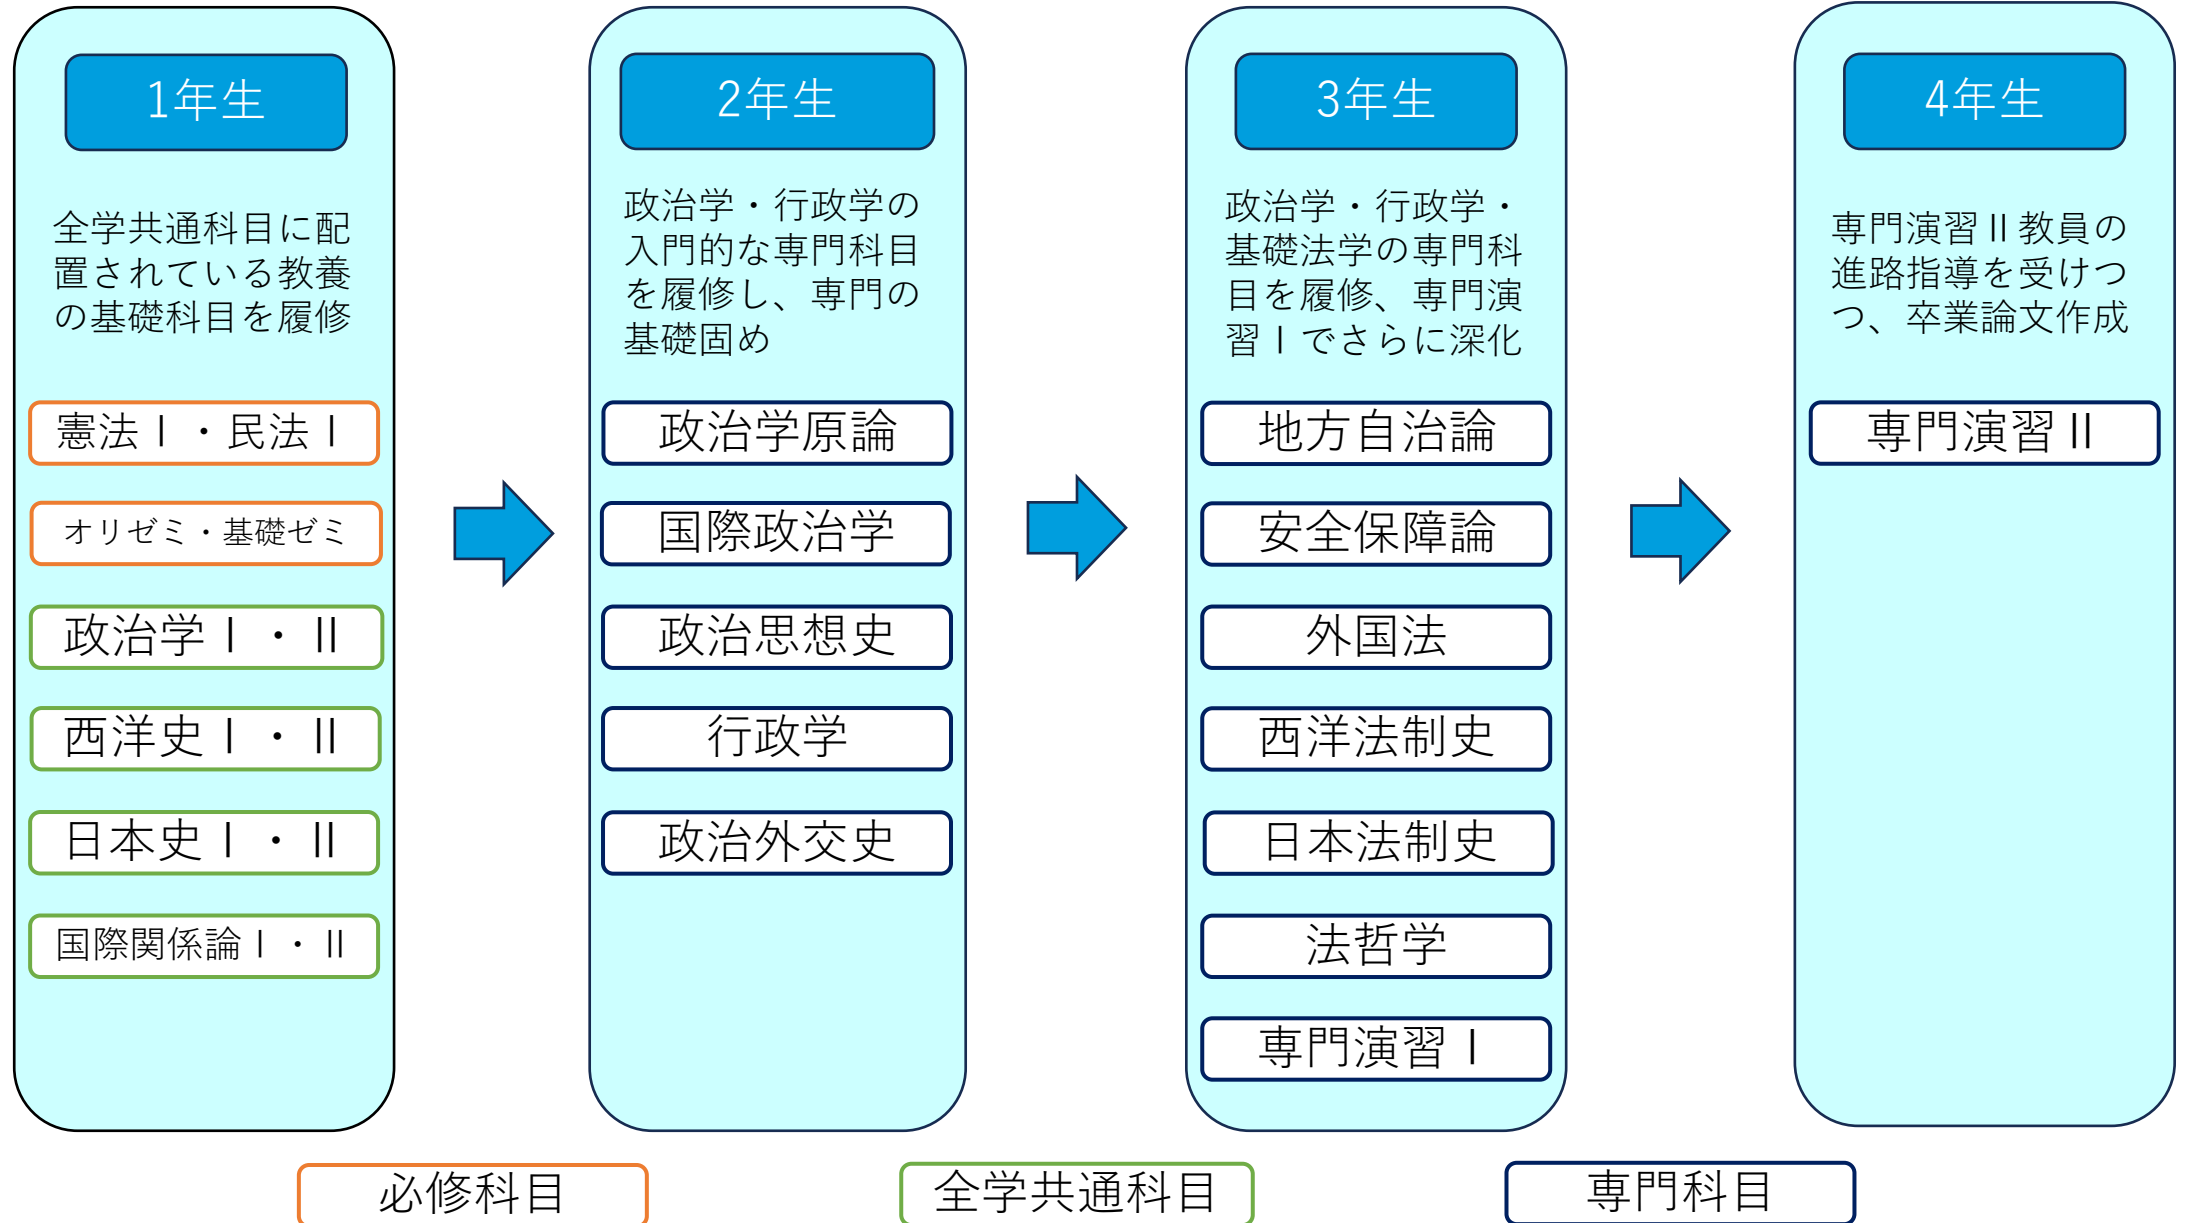 1年生
全学共通科目に配
置されている教養
の基礎科目を履修
憲法Ⅰ・民法Ⅰ
オリゼミ・基礎ゼミ
政治学Ⅰ・Ⅱ
西洋史Ⅰ・Ⅱ
日本史Ⅰ・Ⅱ
国際関係論Ⅰ・Ⅱ
2年生
政治学・行政学の
入門的な専門科目
を履修し、専門の
基礎固め
政治学原論
国際政治学
政治思想史
行政学
政治外交史
3年生
政治学・行政学・
基礎法学の専門科
目を履修、専門演
習Ⅰでさらに深化
地方自治論
安全保障論
外国法
西洋法制史
日本法制史
法哲学
専門演習Ⅰ
4年生
専門演習Ⅱ教員の
進路指導を受けつ
つ、卒業論文作成
専門演習Ⅱ
必修科目
全学共通科目
専門科目